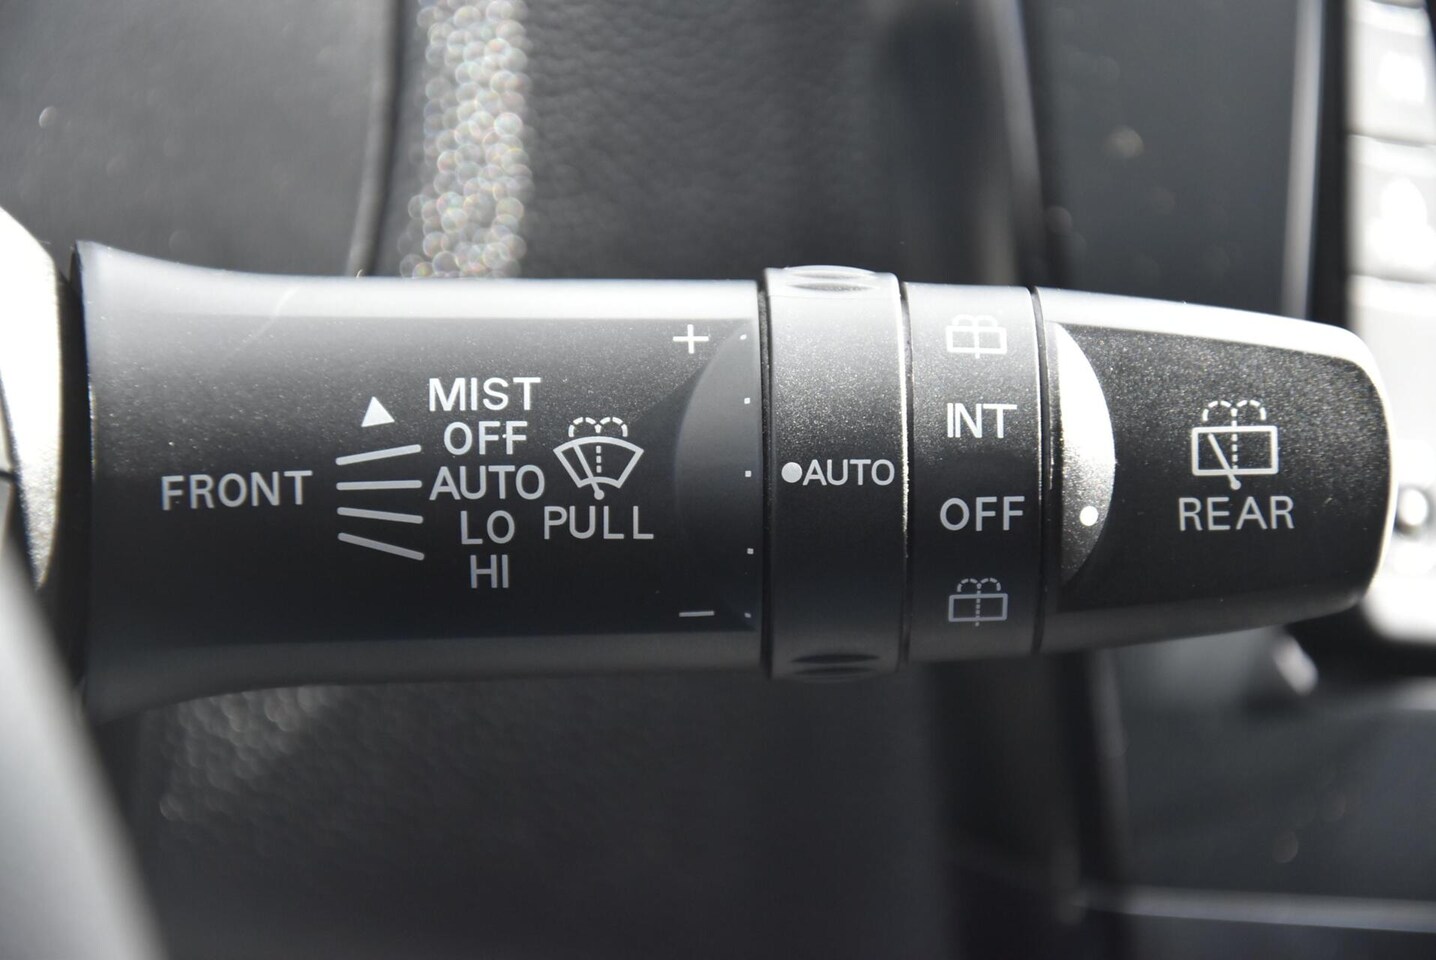 FRONT
MIST
OFF
AUTO
LO
HI
PULL
+
−
●AUTO
INT
OFF
REAR